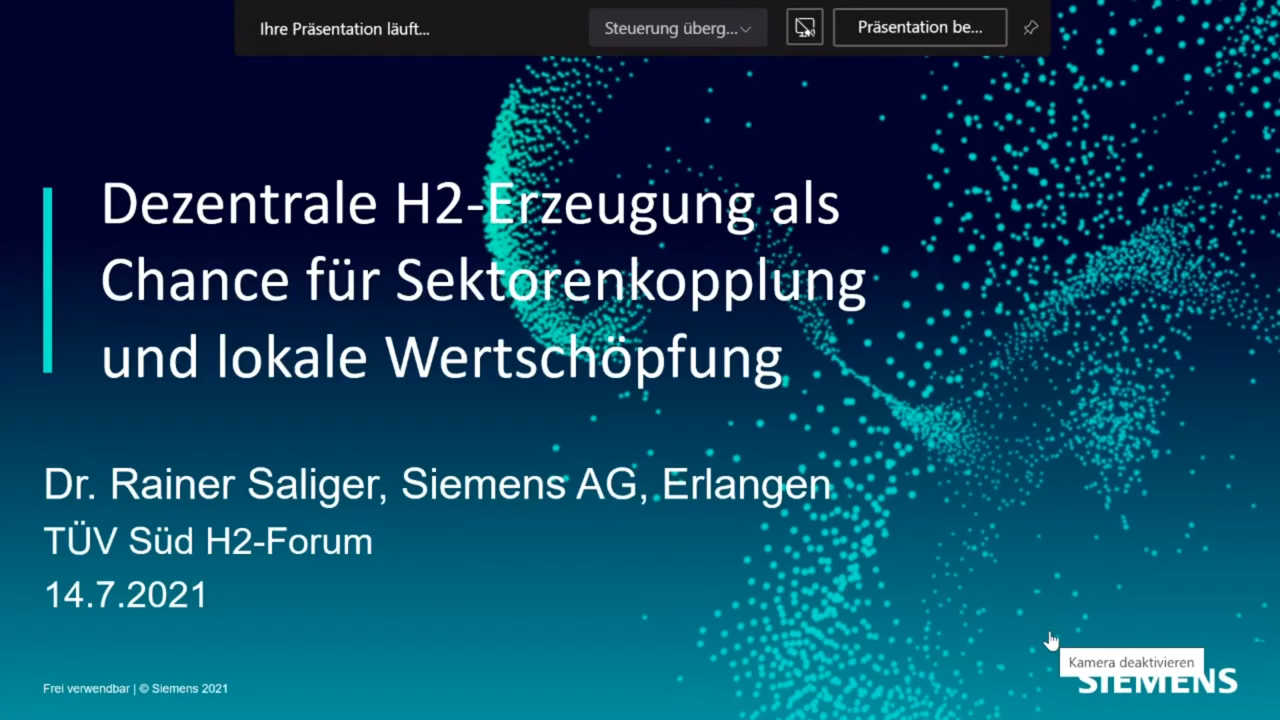 Ihre Präsentation läuft...
Steuerung überg...
Präsentation be...
Dezentrale H2-Erzeugung als
Chance für Sektorenkopplung
und lokale Wertschöpfung
Dr. Rainer Saliger, Siemens AG, Erlangen
TÜV Süd H2-Forum
14.7.2021
Kamera deaktivieren
SIEMENS
Frei verwendbar | © Siemens 2021